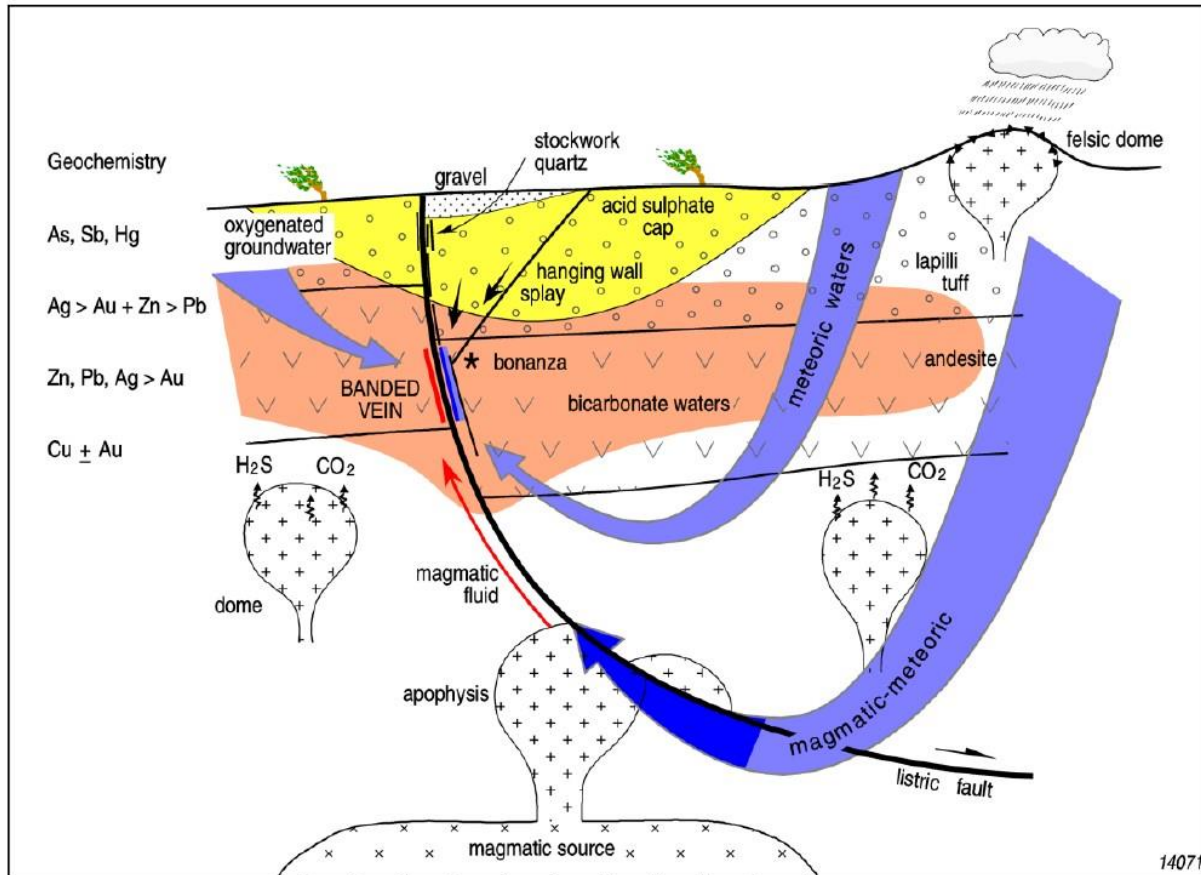 Geochemistry
As, Sb, Hg
Ag > Au + Zn > Pb
Zn, Pb, Ag > Au
Cu ± Au
stockwork
quartz
gravel
felsic dome
oxygenated
groundwater
acid sulphate
cap
hanging wall
splay
lapilli
tuff
meteoric waters
* bonanza
andesite
BANDED
VEIN
bicarbonate waters
H2S CO2
H2S CO2
dome
magmatic
fluid
apophysis
magmatic-meteoric
listric fault
magmatic source
14071